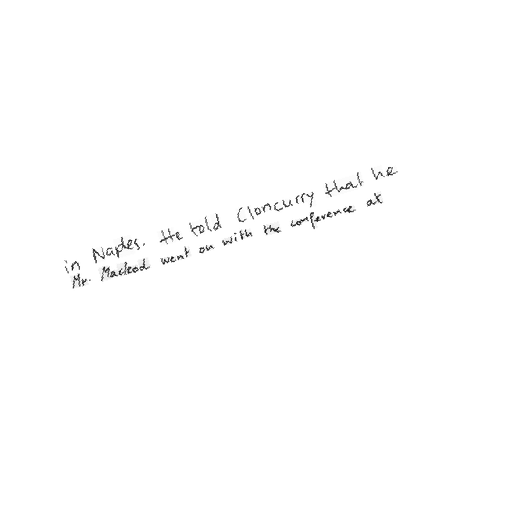 in Naples. He told Cloncurry that he
Mr. Macleod went on with the conference at